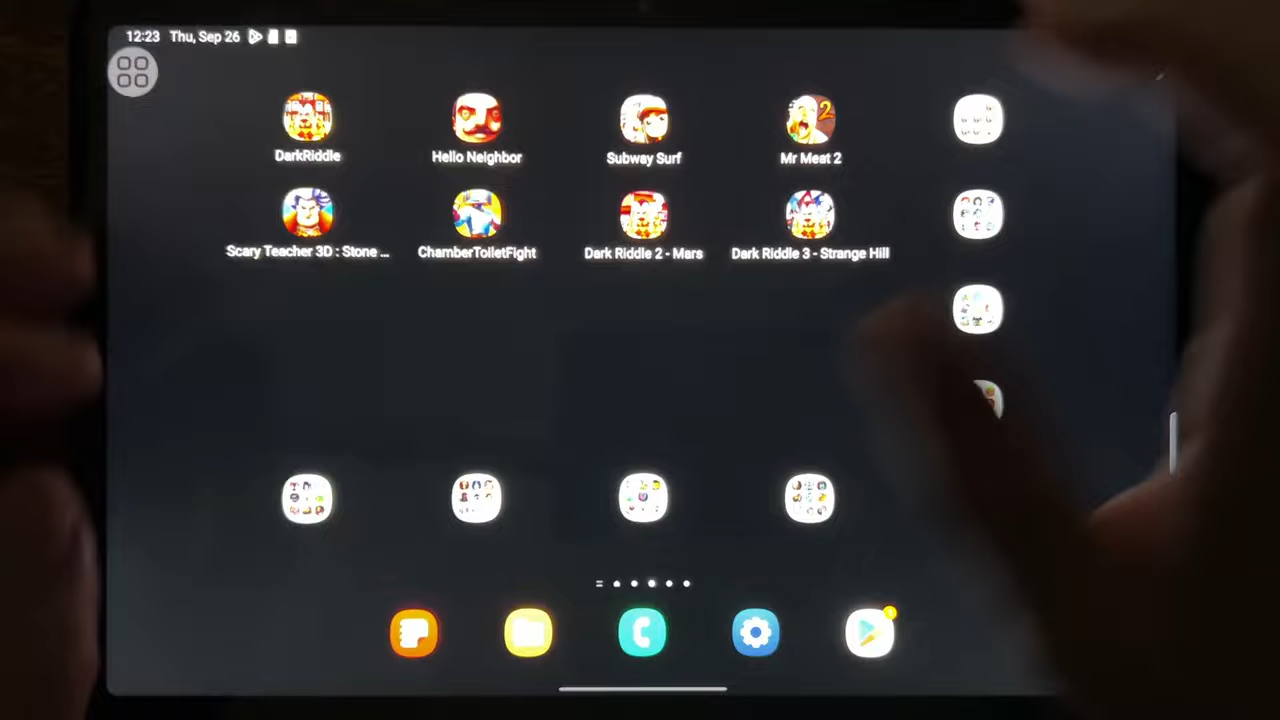 12:23 Thu, Sep 26
DarkRiddle
Hello Neighbor
Subway Surf
2
Mr Meat 2
Scary Teacher 3D : Stone ...
ChamberToiletFight
Dark Riddle 2 - Mars
Dark Riddle 3 - Strange Hill